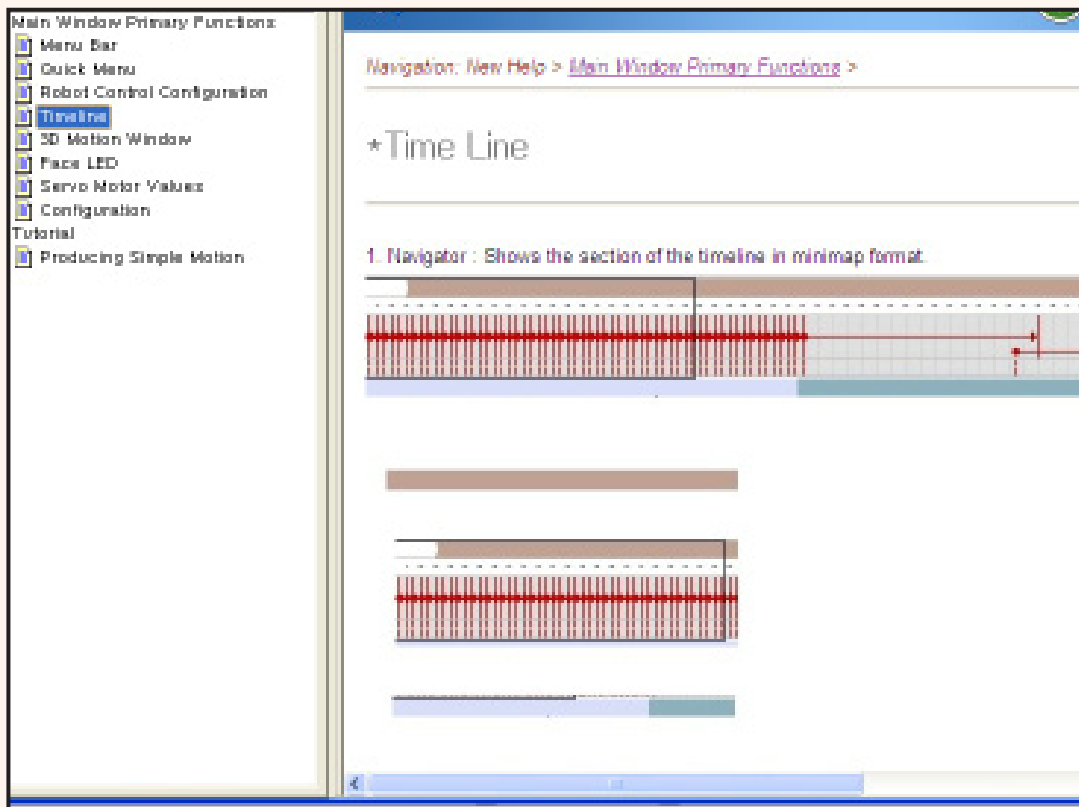 Main Window Primary Functions
Menu Bar
Quick Menu
Robot Control Configuration
Timeline
3D Motion Window
Face LED
Servo Motor Values
Configuration
Tutorial
Producing Simple Motion
Navigation: New Help > Main Window Primary Functions >
*Time Line
1. Navigator : Shows the section of the timeline in minimap format.